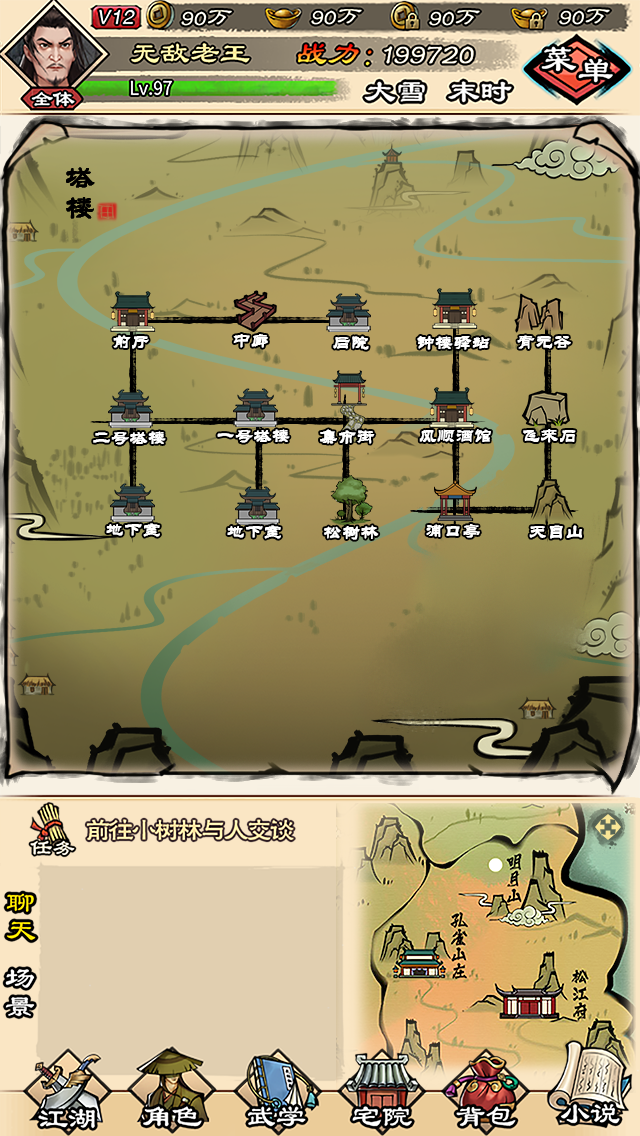 V12 90万 90万 90万 90万
无敌老王 战力：199720 菜单
全体 Lv.97 大雪 末时
塔楼
前厅 中廊 后院 钟楼驿站 青无谷
二号塔楼 一号塔楼 集市街 风顺酒馆 飞来石
地下室 地下室 松树林 浦口亭 天目山
任务 前往小树林与人交谈
聊天
场景
明月山
孔雀山庄
松江府
江湖 角色 武学 宅院 背包 小说